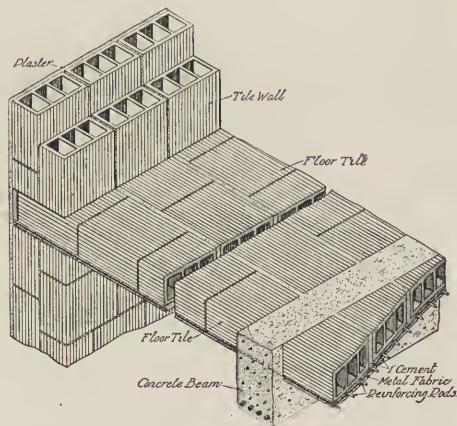 Plaster
Tile Wall
Floor Tile
Floor Tile
Concrete Beam
1 Cement
Metal Fabric
Reinforcing Rods.